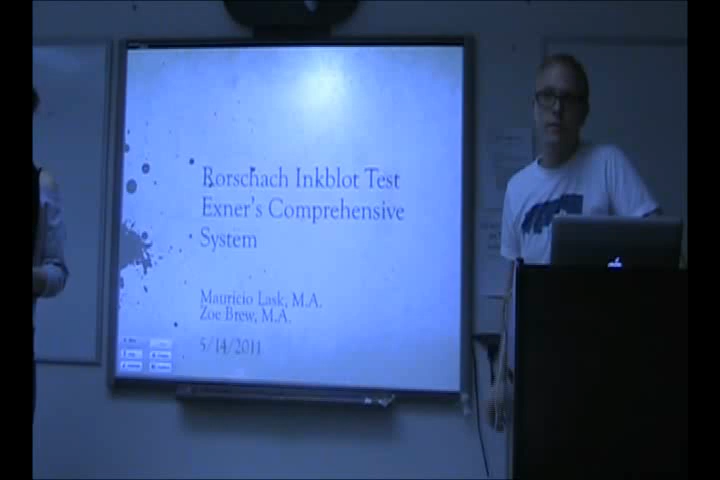 Rorschach Inkblot Test
Exner's Comprehensive
System
Mauricio Lask, M.A.
Zoe Brew, M.A.
5/14/2011